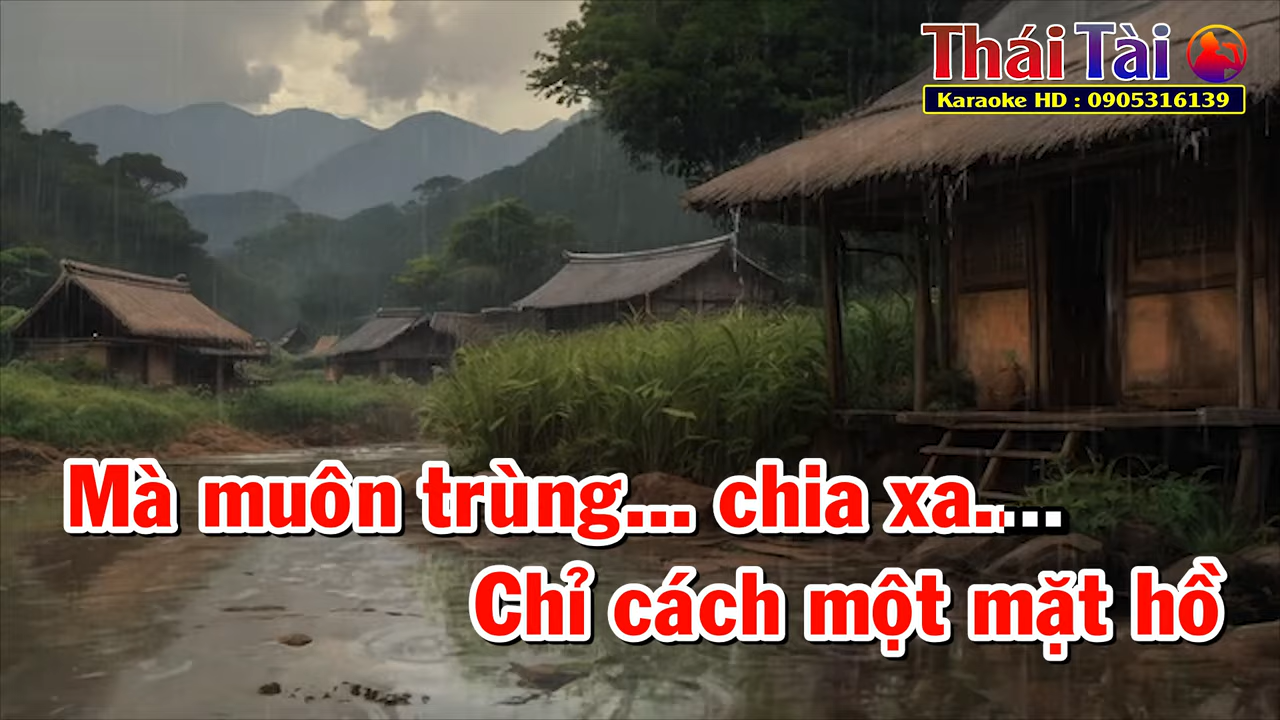 Thái Tài
Karaoke HD : 0905316139
Mà muôn trùng... chia xa.....
Chỉ cách một mặt hồ